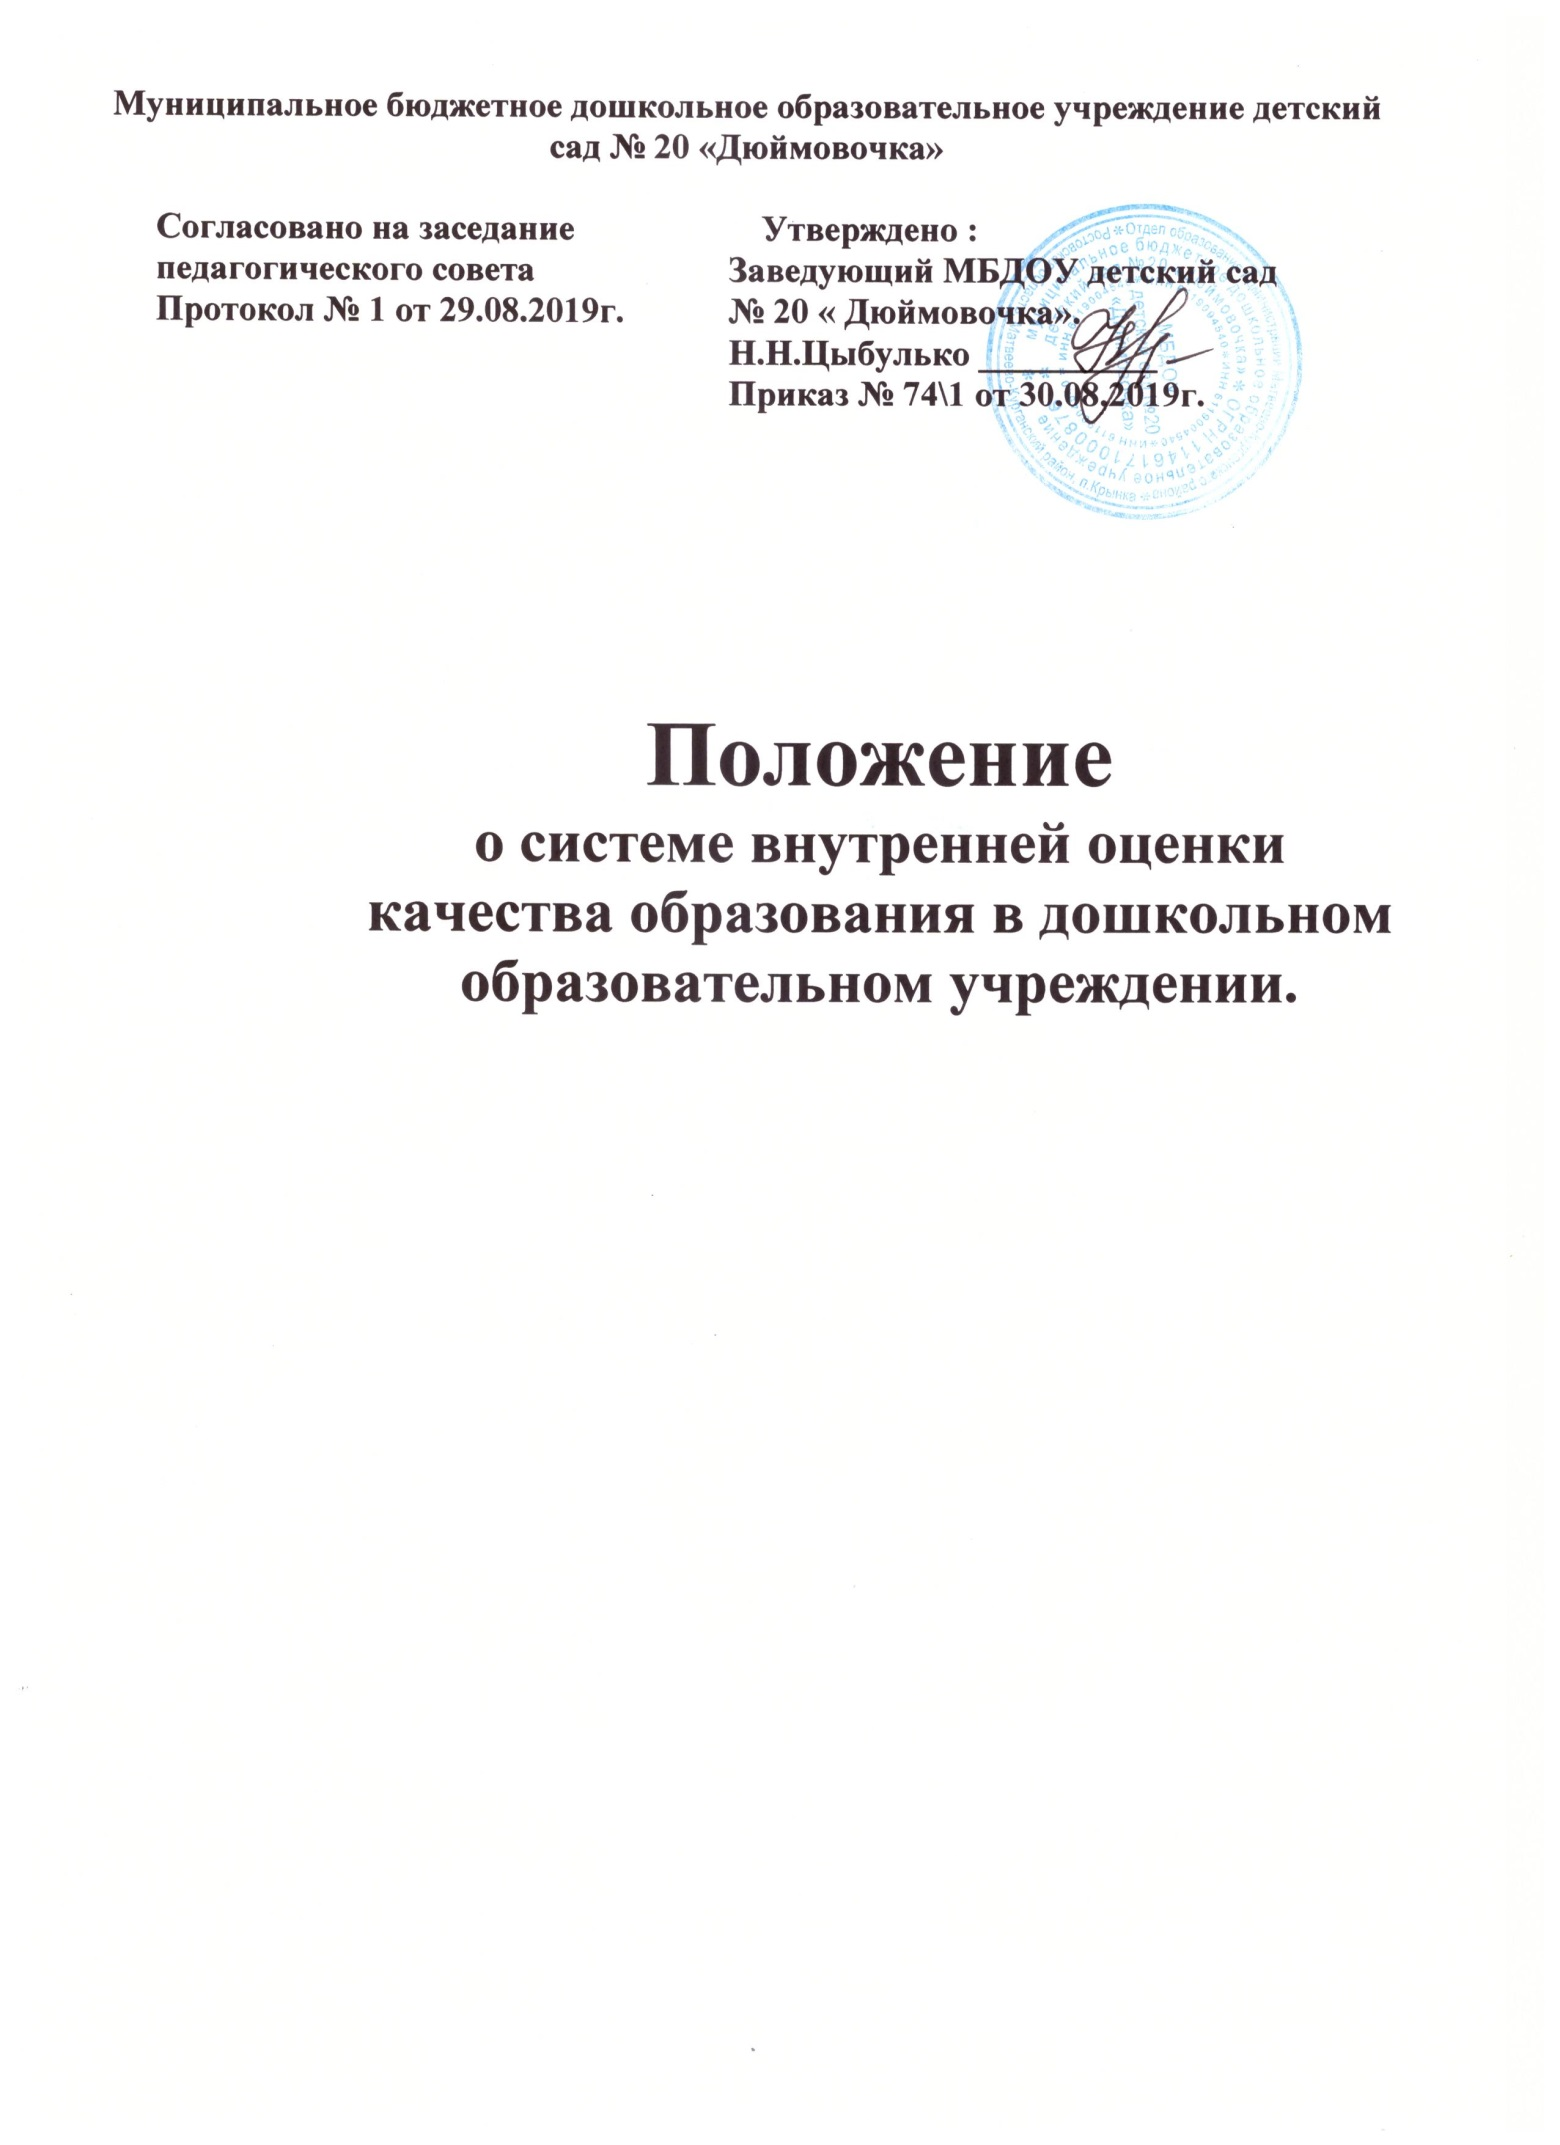 Муниципальное бюджетное дошкольное образовательное учреждение детский
сад № 20 «Дюймовочка»
Согласовано на заседание
педагогического совета
Протокол № 1 от 29.08.2019г.
Утверждено :
Заведующий МБДОУ детский сад
№ 20 « Дюймовочка».
Н.Н.Цыбулько
Приказ № 74\1 от 30.08.2019г.
Положение
о системе внутренней оценки
качества образования в дошкольном
образовательном учреждении.